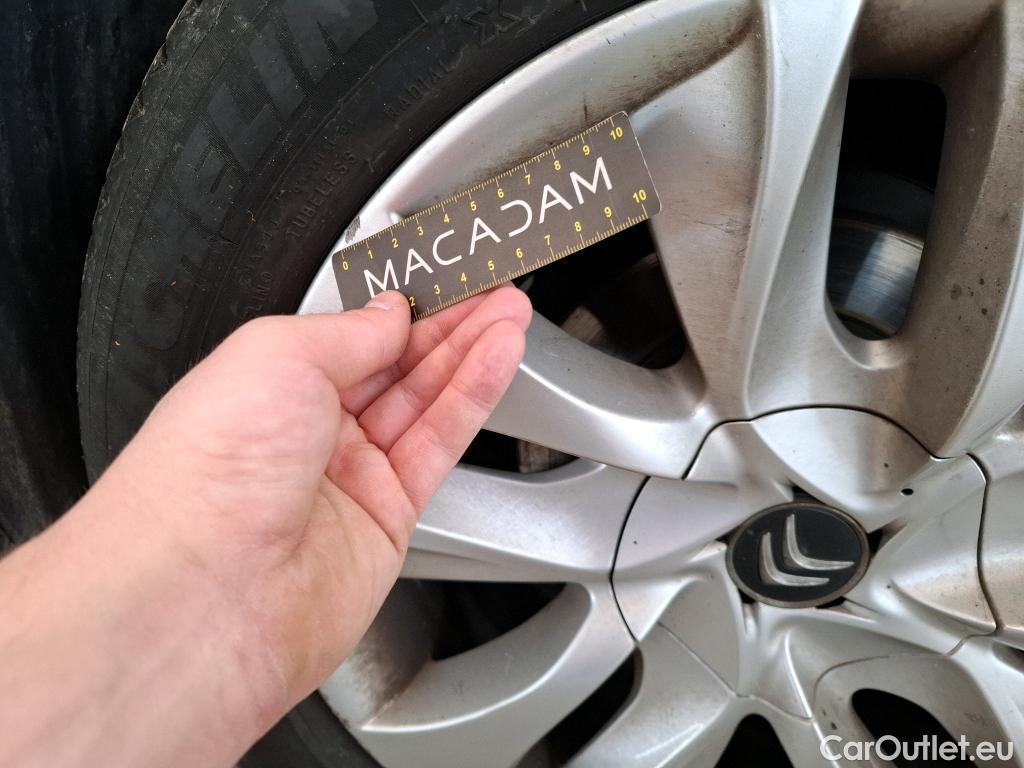 MICHELIN
X
RADIAL
TUBELESS
0 1 2 3 4 5 6 7 8 9 10
MACADAM
2 3 4 5 6 7 8 9 10
CarOutlet.eu